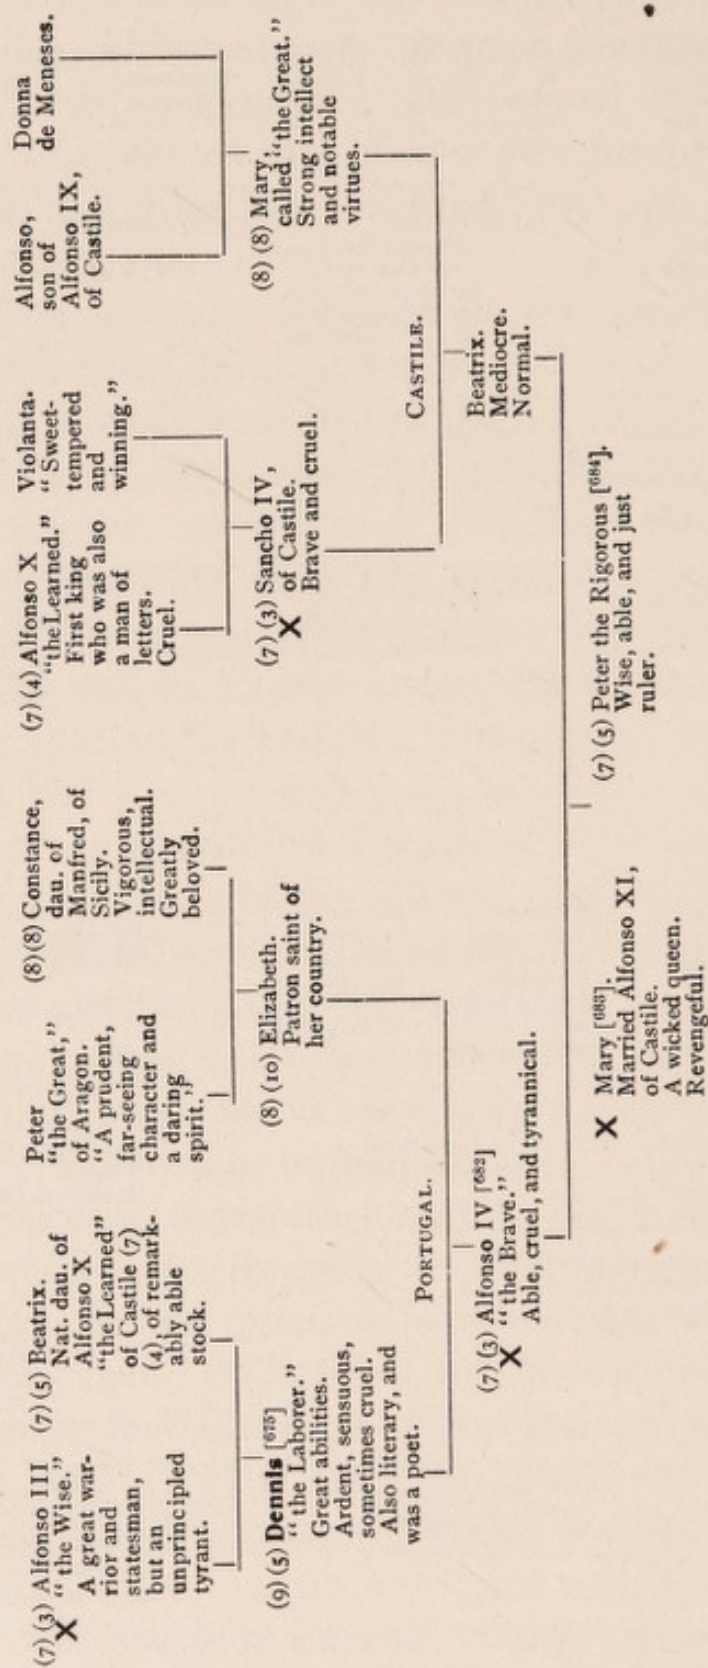 (7) (3) Alfonso III
X “ the Wise.”
A great war-
rior and
statesman,
but an
unprincipled
tyrant.
(7) (5) Beatrix.
Nat. dau. of
Alfonso X
“the Learned”
of Castile (7)
(4), of remark-
ably able
stock.
Peter
“the Great,”
of Aragon.
“A prudent,
far-seeing
character and
a daring
spirit.”
(8)(8) Constance,
dau. of
Manfred, of
Sicily.
Vigorous,
intellectual.
Greatly
beloved.
(7) (4) Alfonso X
“the Learned.”
First king
who was also
a man of
letters.
Cruel.
Violanta.
“ Sweet-
tempered
and
winning.”
Alfonso,
son of
Alfonso IX,
of Castile.
Donna
de Meneses.
(9) (5) Dennis [675]
“ the Laborer.”
Great abilities.
Ardent, sensuous,
sometimes cruel.
Also literary, and
was a poet.
(8) (10) Elizabeth.
Patron saint of
her country.
(7) (3) Sancho IV,
X of Castile.
Brave and cruel.
(8) (8) Mary,
called “the Great.”
Strong intellect
and notable
virtues.
PORTUGAL.
CASTILE.
(7) (3) Alfonso IV [682]
X “ the Brave.”
Able, cruel, and tyrannical.
Beatrix.
Mediocre.
Normal.
X Mary [683].
Married Alfonso XI,
of Castile.
A wicked queen.
Revengeful.
(7) (5) Peter the Rigorous [684].
Wise, able, and just
ruler.